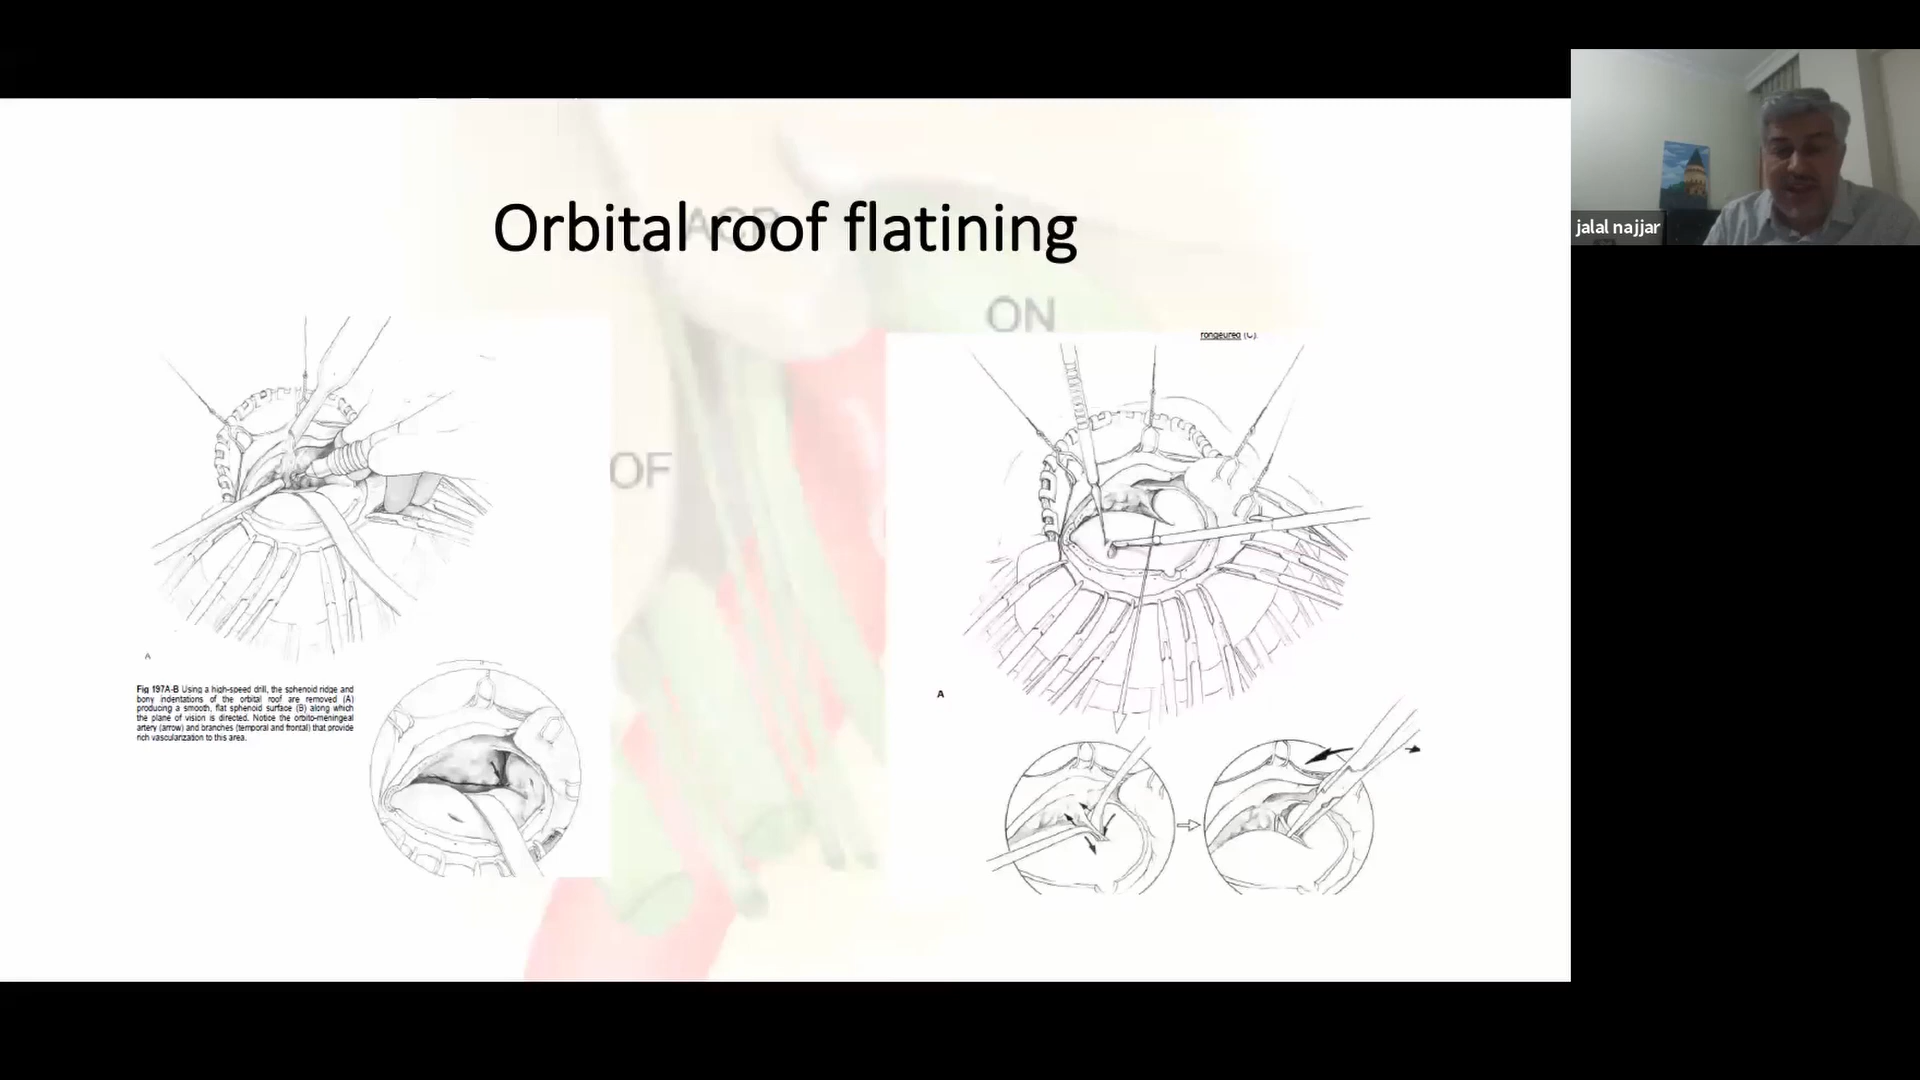 jalal najjar
ACP
Orbital roof flatining
ON
rongeured (C).
OF
A
A
Fig 197A-B Using a high-speed drill, the sphenoid ridge and
bony indentations of the orbital roof are removed (A)
producing a smooth, flat sphenoid surface (B) along which
the plane of vision is directed. Notice the orbito-meningeal
artery (arrow) and branches (temporal and frontal) that provide
rich vascularization to this area.